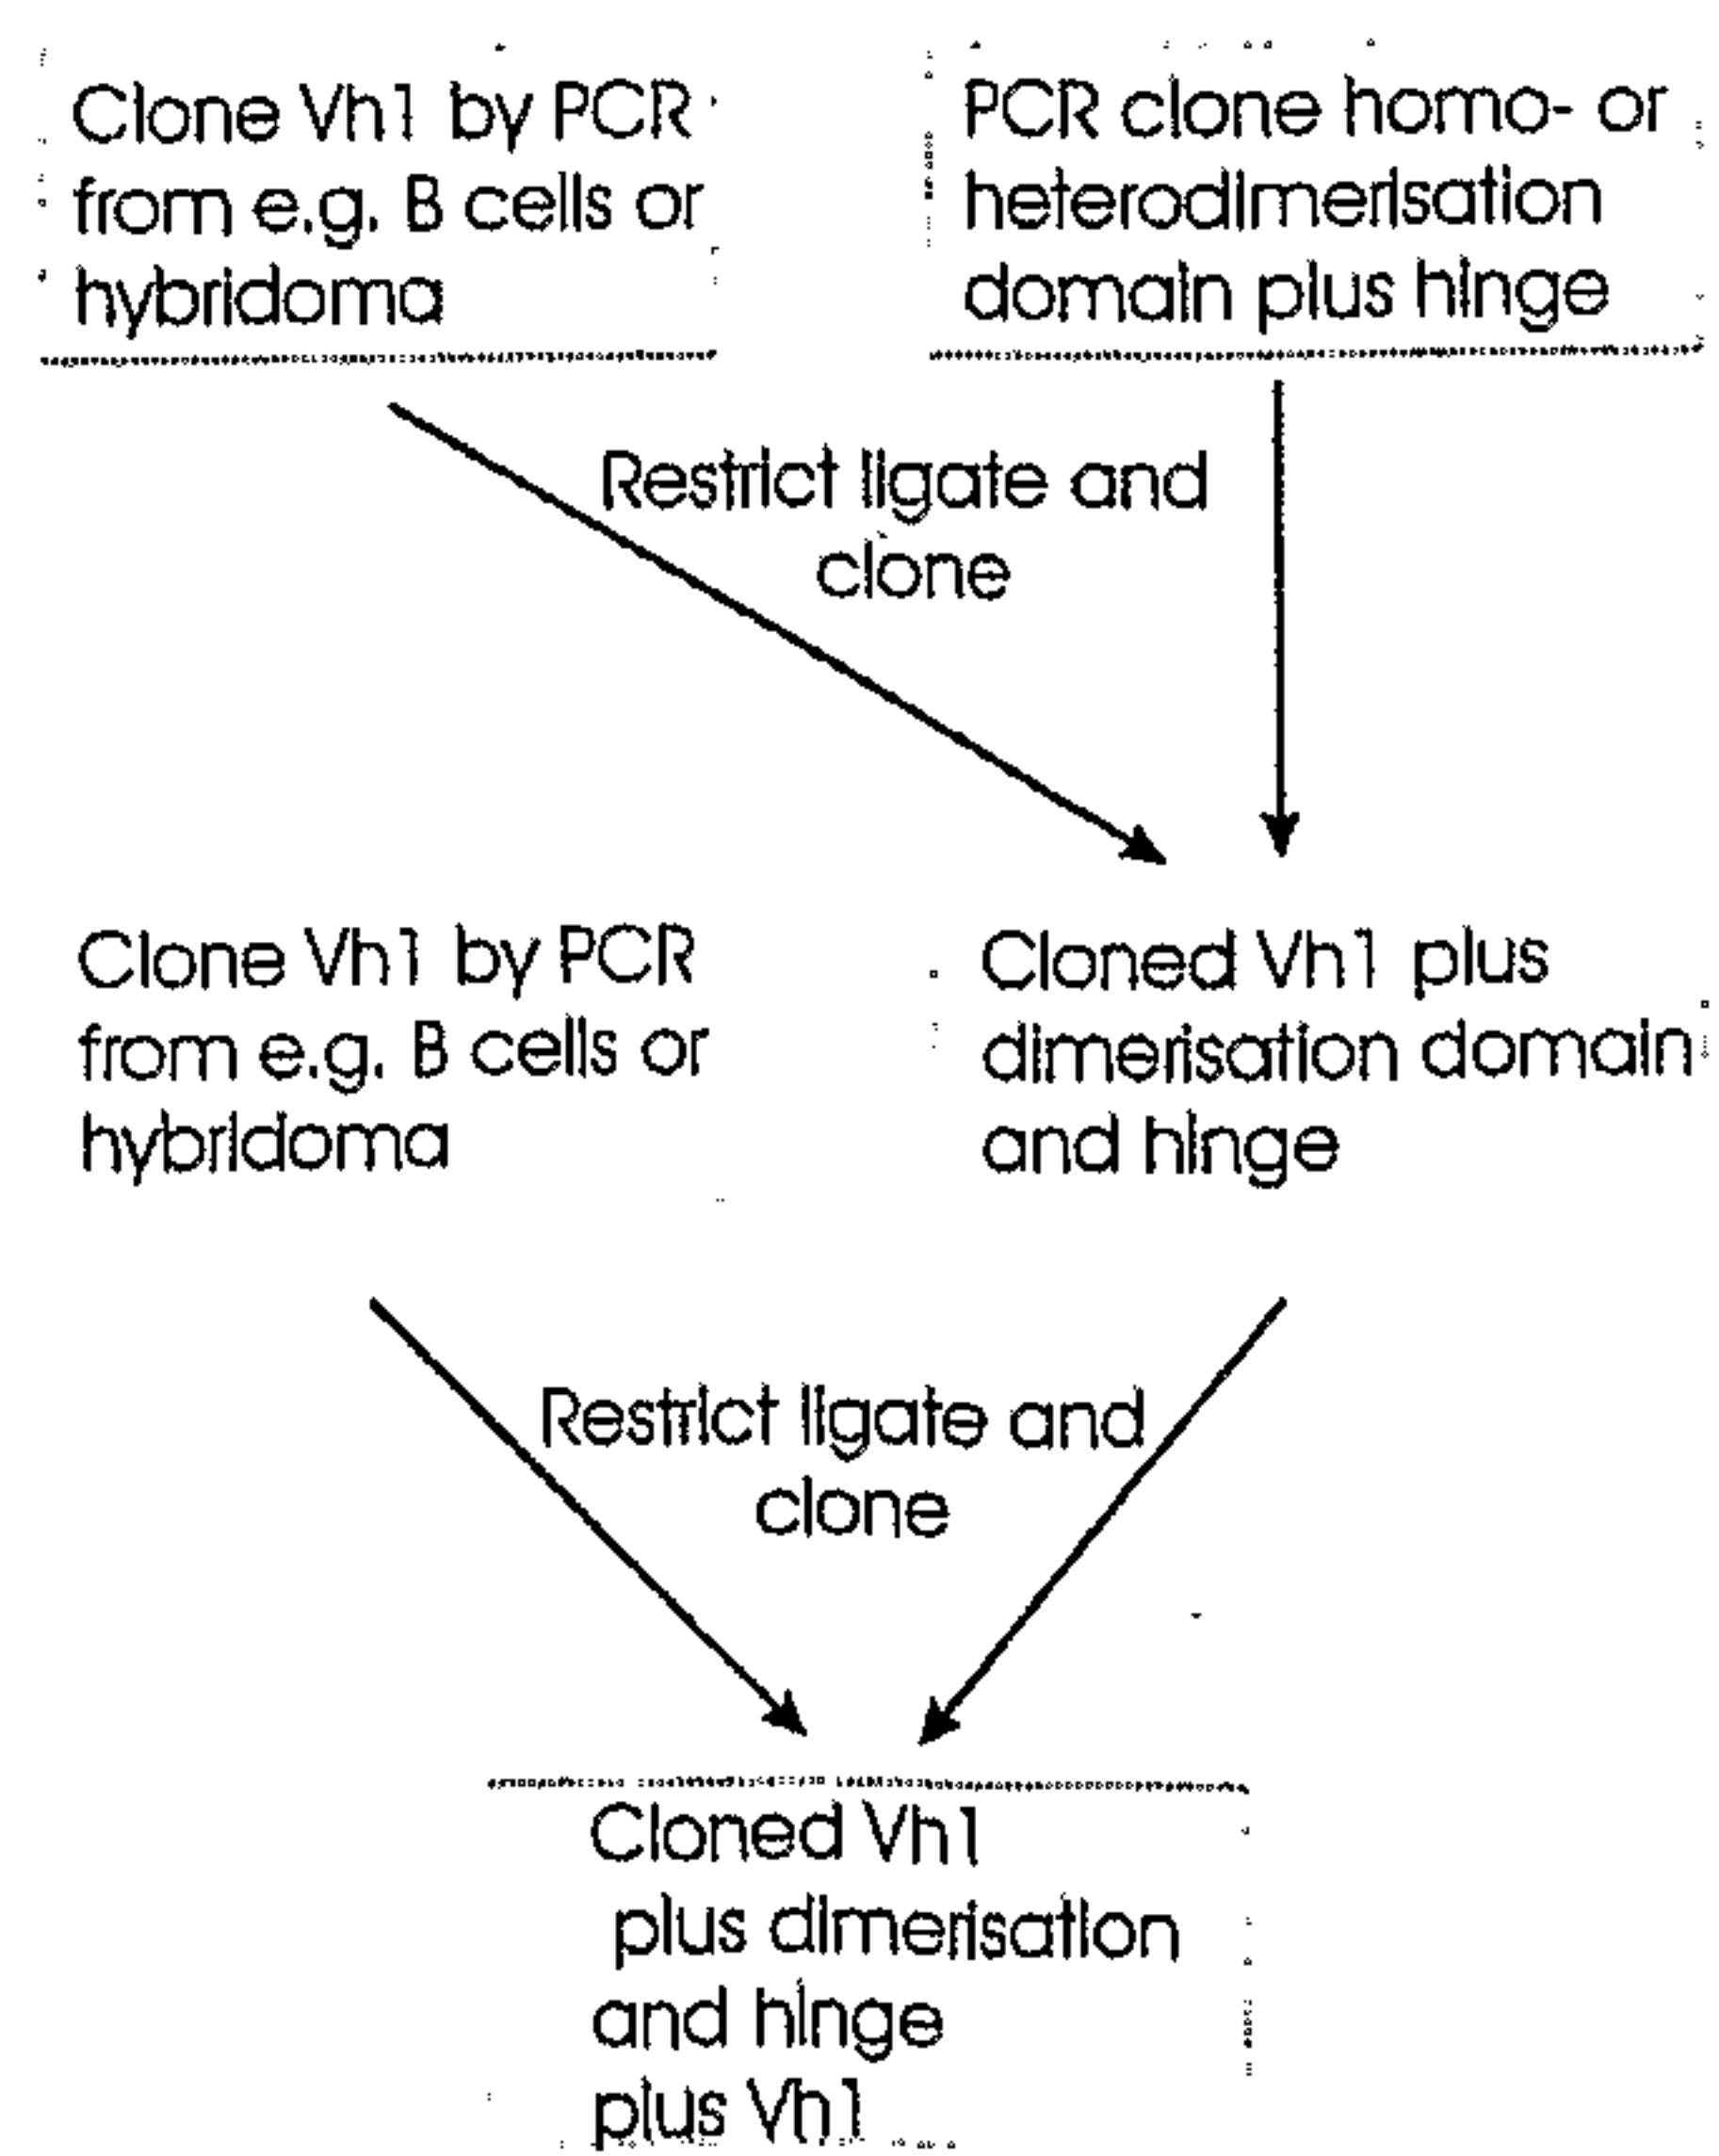 Clone Vh1 by PCR
from e.g. B cells or
hybridoma
PCR clone homo- or
heterodimerisation
domain plus hinge
Restrict ligate and
clone
Clone Vh1 by PCR
from e.g. B cells or
hybridoma
Cloned Vh1 plus
dimerisation domain
and hinge
Restrict ligate and
clone
Cloned Vh1
plus dimerisation
and hinge
plus Vh1